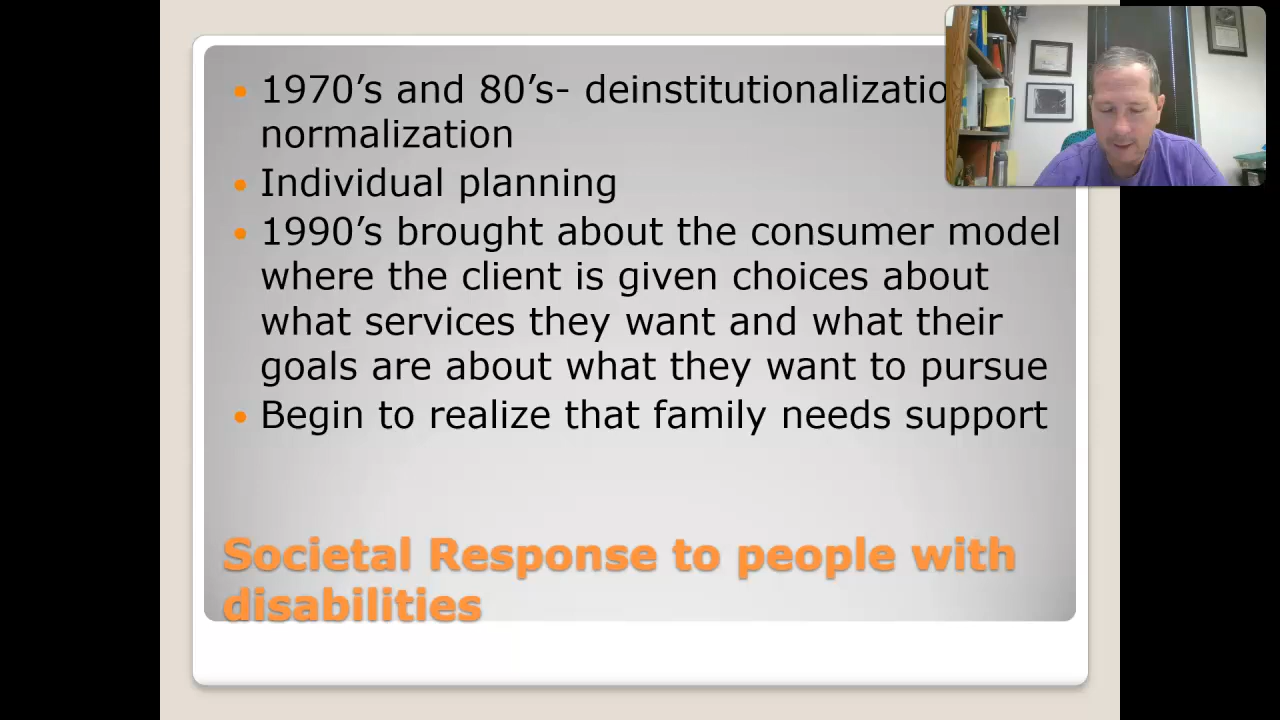 1970’s and 80’s- deinstitutionalizatio
normalization
Individual planning
1990’s brought about the consumer model
where the client is given choices about
what services they want and what their
goals are about what they want to pursue
Begin to realize that family needs support
Societal Response to people with
disabilities